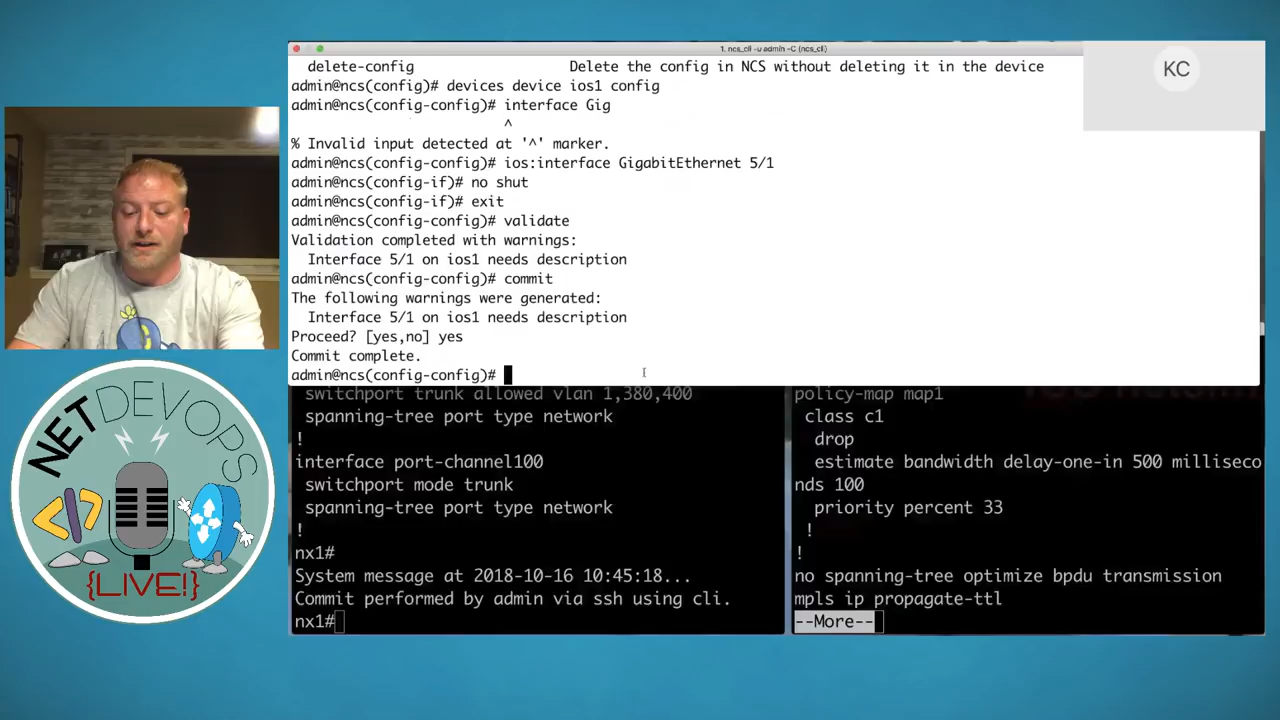 1. ncs_cli -u admin -C (ncs_cli)
delete-config Delete the config in NCS without deleting it in the device
admin@ncs(config)# devices device ios1 config
admin@ncs(config-config)# interface Gig
^
% Invalid input detected at '^' marker.
admin@ncs(config-config)# ios:interface GigabitEthernet 5/1
admin@ncs(config-if)# no shut
admin@ncs(config-if)# exit
admin@ncs(config-config)# validate
Validation completed with warnings:
Interface 5/1 on ios1 needs description
admin@ncs(config-config)# commit
The following warnings were generated:
Interface 5/1 on ios1 needs description
Proceed? [yes,no] yes
Commit complete.
admin@ncs(config-config)#
KC
switchport trunk allowed vlan 1,380,400
spanning-tree port type network
!
interface port-channel100
switchport mode trunk
spanning-tree port type network
!
nx1#
System message at 2018-10-16 10:45:18...
Commit performed by admin via ssh using cli.
nx1#
policy-map map1
class c1
drop
estimate bandwidth delay-one-in 500 milliseco
nds 100
priority percent 33
!
!
no spanning-tree optimize bpdu transmission
mpls ip propagate-ttl
--More--
NETDEVOPS
</>
{LIVE!}